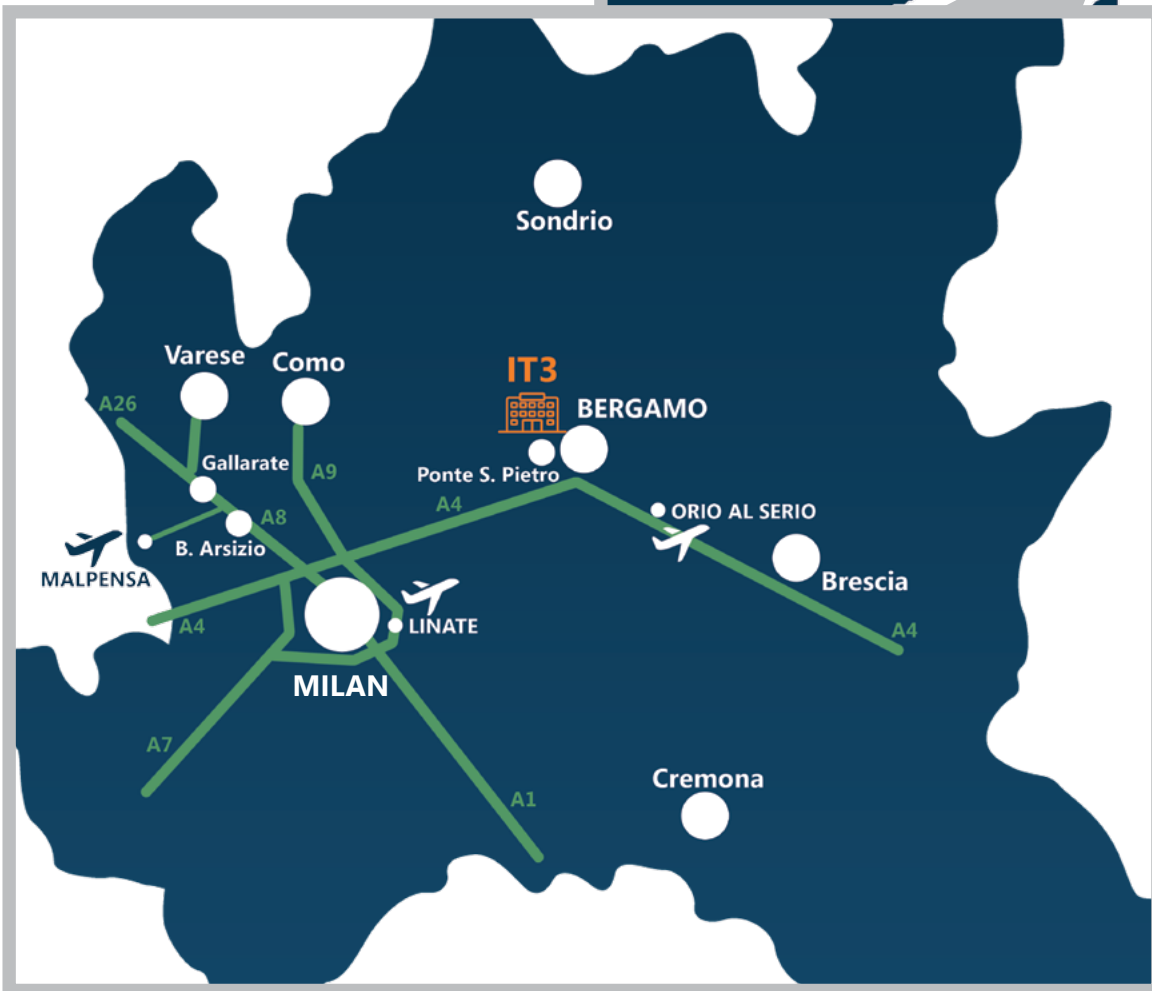 Sondrio
Varese
Como
IT3
A26
BERGAMO
Gallarate
A9
Ponte S. Pietro
A4
ORIO AL SERIO
A8
B. Arsizio
MALPENSA
Brescia
A4
LINATE
A4
MILAN
A7
Cremona
A1